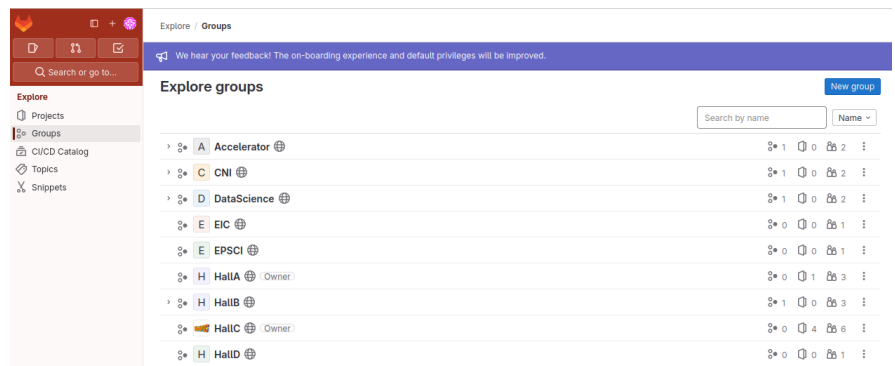 Explore / Groups
Search or go to...
We hear your feedback! The on-boarding experience and default privileges will be improved.
Explore
Projects
Groups
CI/CD Catalog
Topics
Snippets
Explore groups
New group
Search by name
Name
A Accelerator 1 0 2
C CNI 1 0 2
D DataScience 1 0 2
E EIC 0 0 1
E EPSCI 0 0 1
H HallA Owner 0 1 3
H HallB 1 0 3
HallC Owner 0 4 6
H HallD 0 0 1